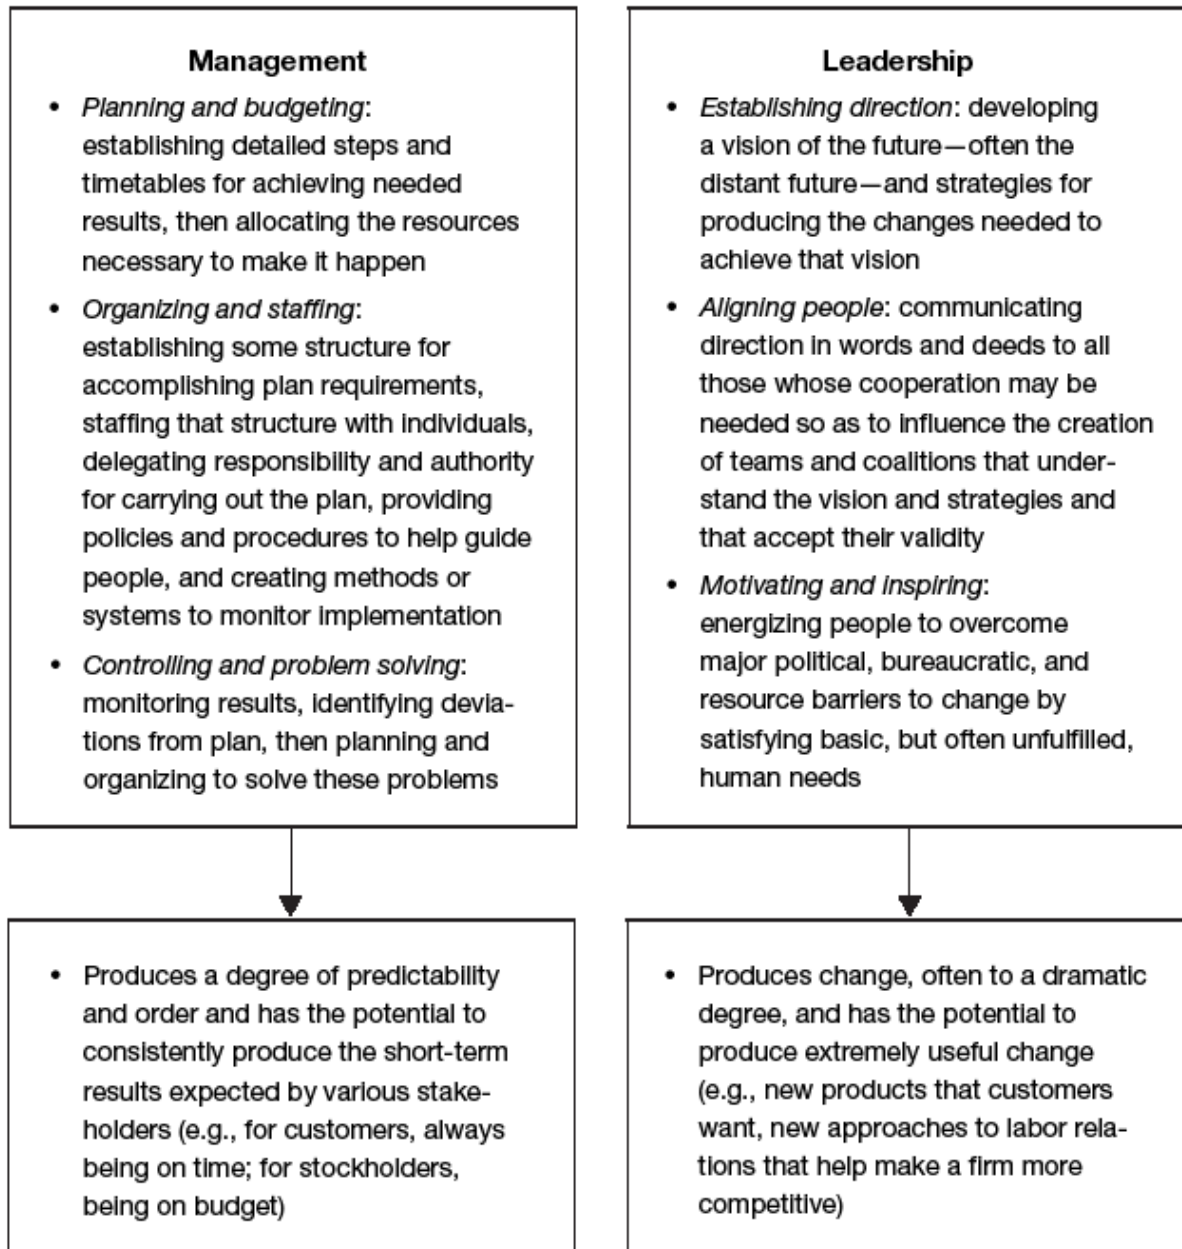 Management
• Planning and budgeting:
establishing detailed steps and
timetables for achieving needed
results, then allocating the resources
necessary to make it happen
• Organizing and staffing:
establishing some structure for
accomplishing plan requirements,
staffing that structure with individuals,
delegating responsibility and authority
for carrying out the plan, providing
policies and procedures to help guide
people, and creating methods or
systems to monitor implementation
• Controlling and problem solving:
monitoring results, identifying devia-
tions from plan, then planning and
organizing to solve these problems
• Produces a degree of predictability
and order and has the potential to
consistently produce the short-term
results expected by various stake-
holders (e.g., for customers, always
being on time; for stockholders,
being on budget)
Leadership
• Establishing direction: developing
a vision of the future—often the
distant future—and strategies for
producing the changes needed to
achieve that vision
• Aligning people: communicating
direction in words and deeds to all
those whose cooperation may be
needed so as to influence the creation
of teams and coalitions that under-
stand the vision and strategies and
that accept their validity
• Motivating and inspiring:
energizing people to overcome
major political, bureaucratic, and
resource barriers to change by
satisfying basic, but often unfulfilled,
human needs
• Produces change, often to a dramatic
degree, and has the potential to
produce extremely useful change
(e.g., new products that customers
want, new approaches to labor rela-
tions that help make a firm more
competitive)